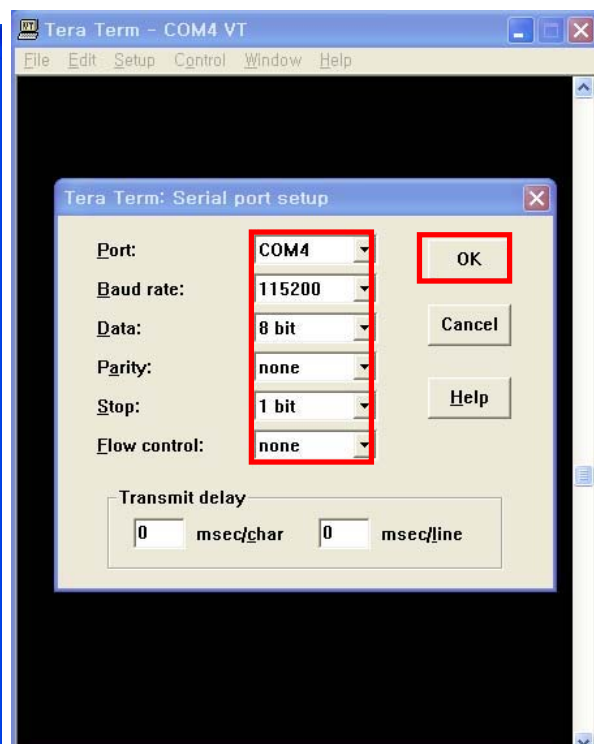 Tera Term - COM4 VT
File Edit Setup Control Window Help
Tera Term: Serial port setup
Port: COM4
OK
Baud rate: 115200
Data: 8 bit
Cancel
Parity: none
Stop: 1 bit
Help
Flow control: none
Transmit delay
0 msec/char 0 msec/line